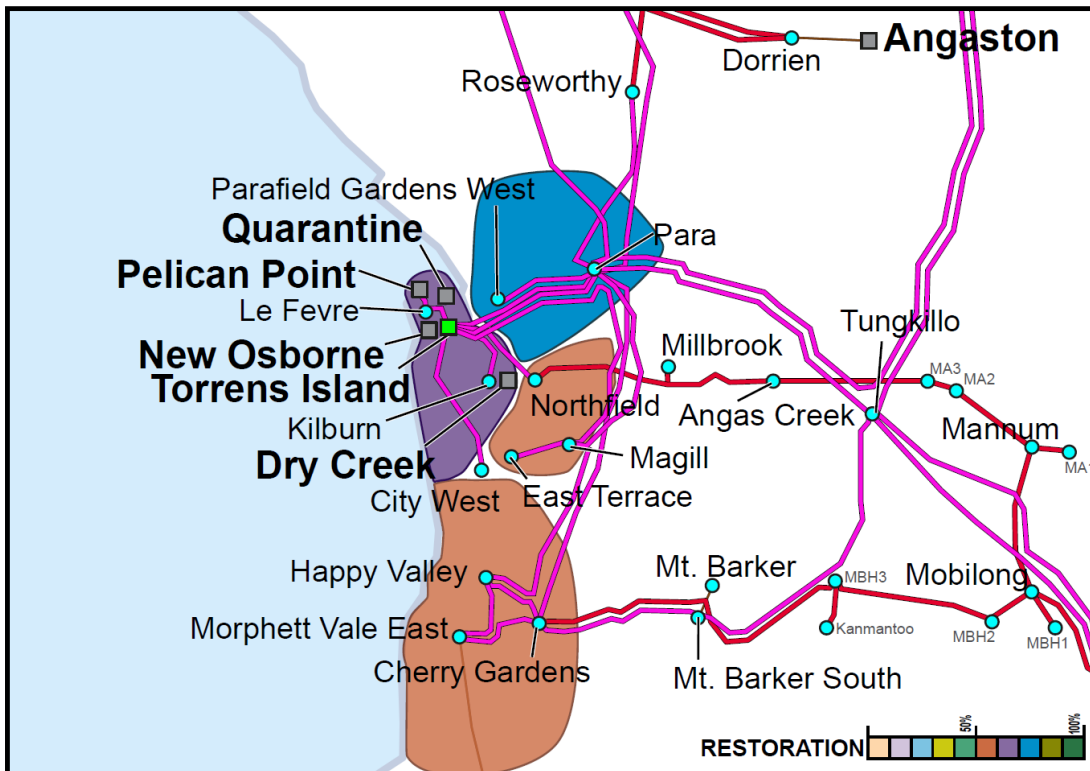 Angaston
Dorrien
Roseworthy
Parafield Gardens West
Quarantine
Para
Pelican Point
Le Fevre
Tungkillo
New Osborne
Millbrook
Torrens Island
MA3
MA2
Northfield
Angas Creek
Kilburn
Mannum
Dry Creek
Magill
MA1
City West
East Terrace
Happy Valley
Mt. Barker
MBH3
Mobilong
Morphett Vale East
Kanmantoo
MBH2
MBH1
Cherry Gardens
Mt. Barker South
50%
100%
RESTORATION